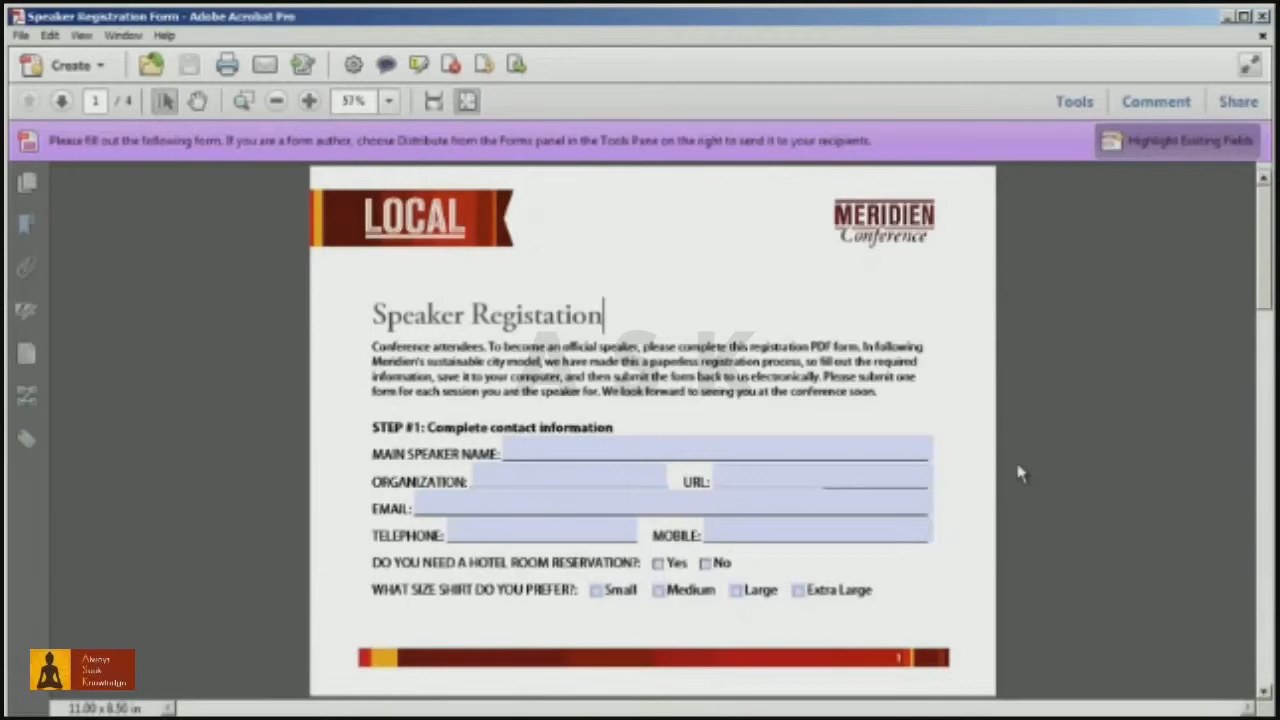 Speaker Registration Form - Adobe Acrobat Pro
File Edit View Window Help
Create
1 / 4 57% Tools Comment Share
Please fill out the following form. If you are a form author, choose Distribute from the Forms panel in the Tools Pane on the right to send it to your recipients. Highlight Existing Fields
LOCAL
MERIDIEN
Conference
Speaker Registation
A S K
Conference attendees. To become an official speaker, please complete this registration PDF form. In following
Meridien's sustainable city model, we have made this a paperless registration process, so fill out the required
information, save it to your computer, and then submit the form back to us electronically. Please submit one
form for each session you are the speaker for. We look forward to seeing you at the conference soon.
STEP #1: Complete contact information
MAIN SPEAKER NAME:
ORGANIZATION: URL:
EMAIL:
TELEPHONE: MOBILE:
DO YOU NEED A HOTEL ROOM RESERVATION?: Yes No
WHAT SIZE SHIRT DO YOU PREFER?: Small Medium Large Extra Large
1
Always
Seek
Knowledge
11.00 x 8.50 in